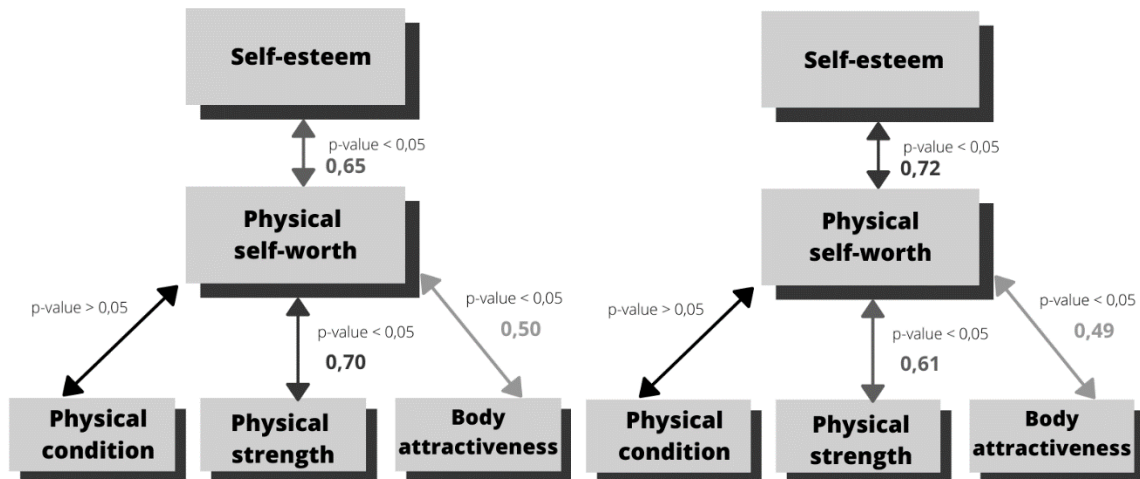 Self-esteem
p-value < 0,05
0,65
Physical
self-worth
p-value > 0,05
p-value < 0,05
0,70
p-value < 0,05
0,50
Physical
condition
Physical
strength
Body
attractiveness
Self-esteem
p-value < 0,05
0,72
Physical
self-worth
p-value > 0,05
p-value < 0,05
0,61
p-value < 0,05
0,49
Physical
condition
Physical
strength
Body
attractiveness